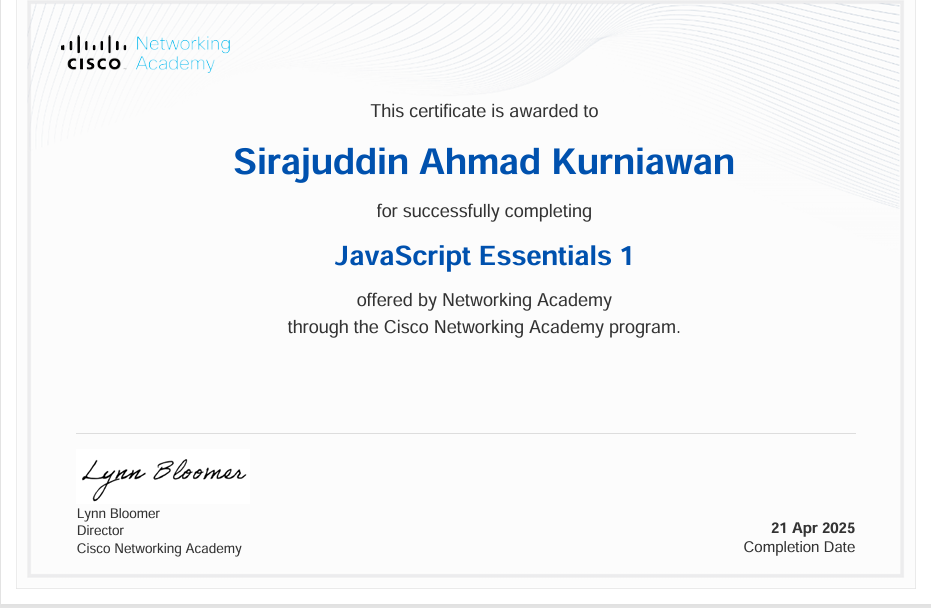 Networking
CISCO Academy
This certificate is awarded to
Sirajuddin Ahmad Kurniawan
for successfully completing
JavaScript Essentials 1
offered by Networking Academy
through the Cisco Networking Academy program.
Lynn Bloomer
Lynn Bloomer
Director
Cisco Networking Academy
21 Apr 2025
Completion Date